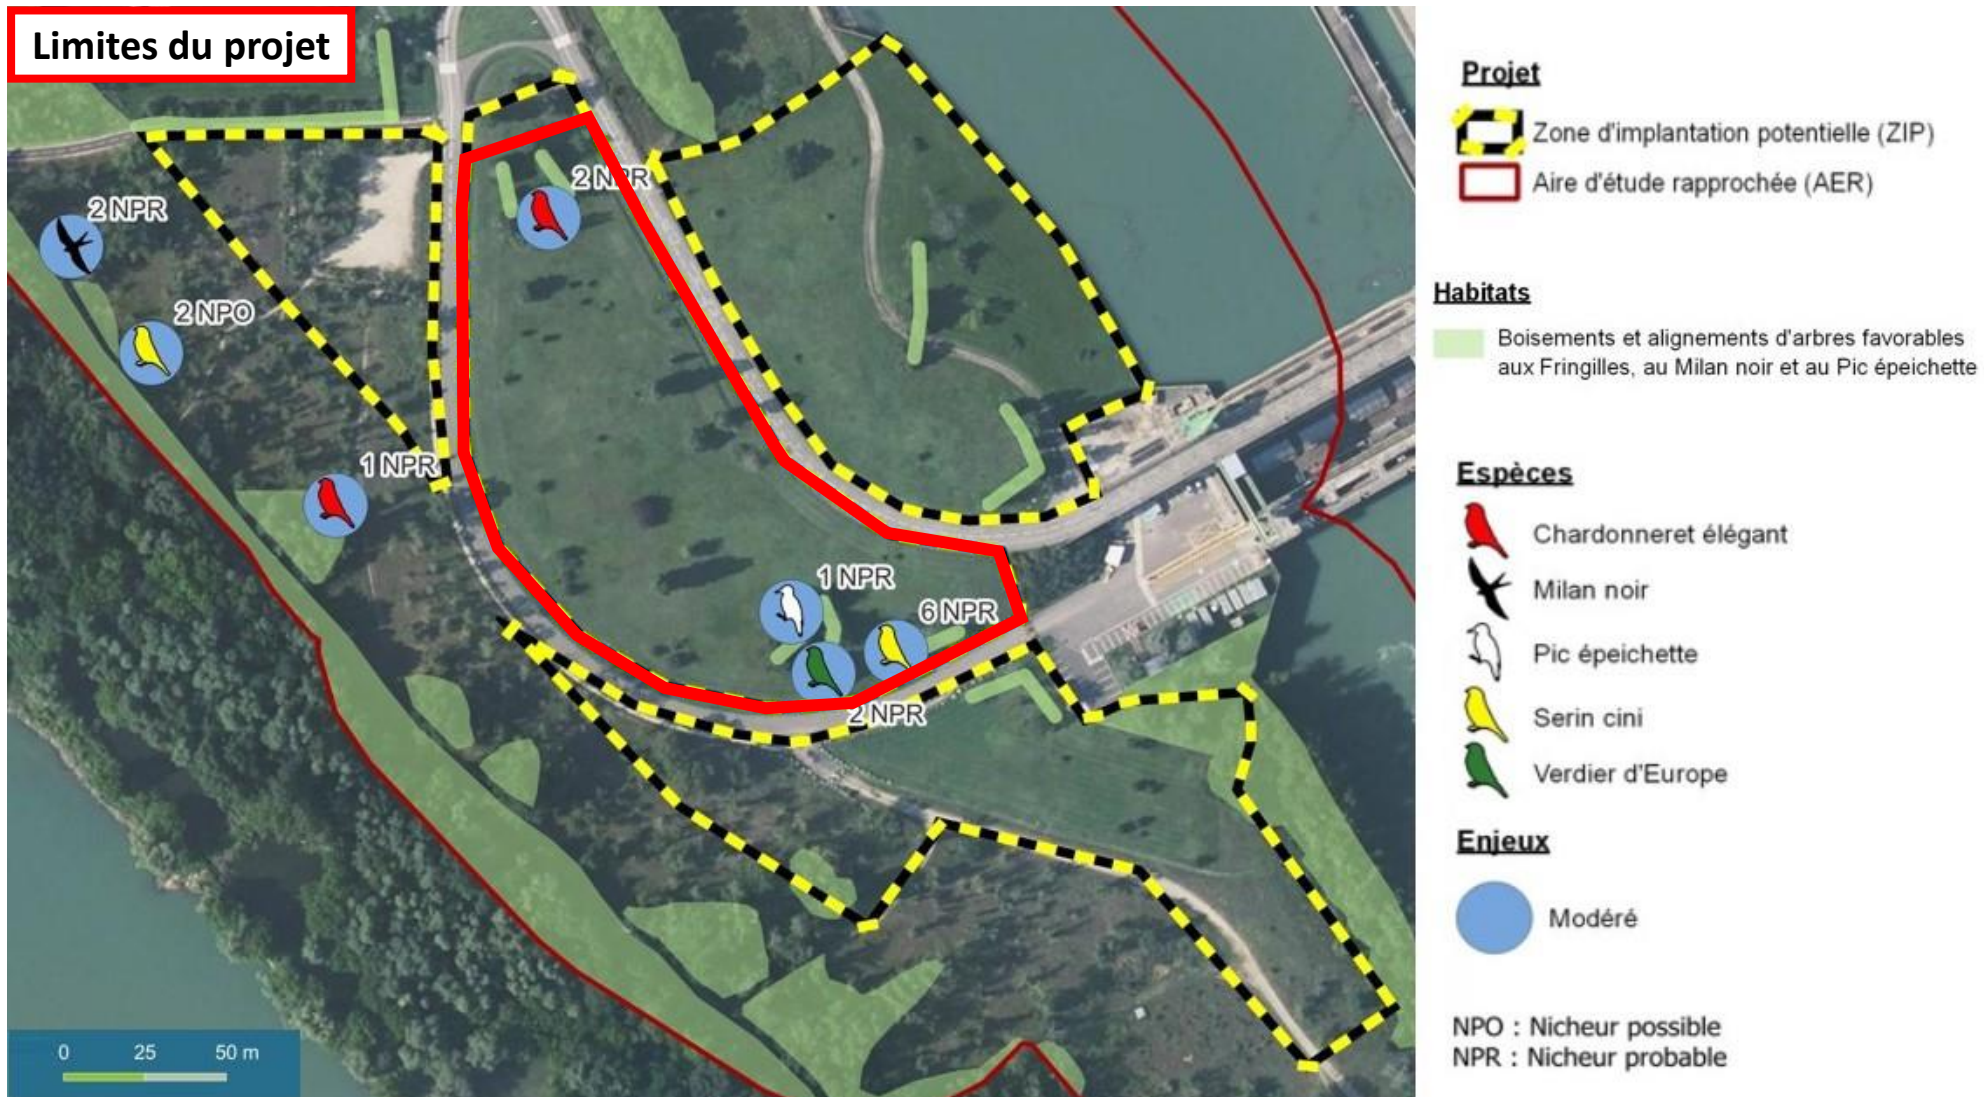 Limites du projet
2 NPR
2 NPR
2 NPO
1 NPR
1 NPR
6 NPR
2 NPR
0 25 50 m
Projet
Zone d'implantation potentielle (ZIP)
Aire d'étude rapprochée (AER)
Habitats
Boisements et alignements d'arbres favorables
aux Fringilles, au Milan noir et au Pic épeichette
Espèces
Chardonneret élégant
Milan noir
Pic épeichette
Serin cini
Verdier d'Europe
Enjeux
Modéré
NPO : Nicheur possible
NPR : Nicheur probable